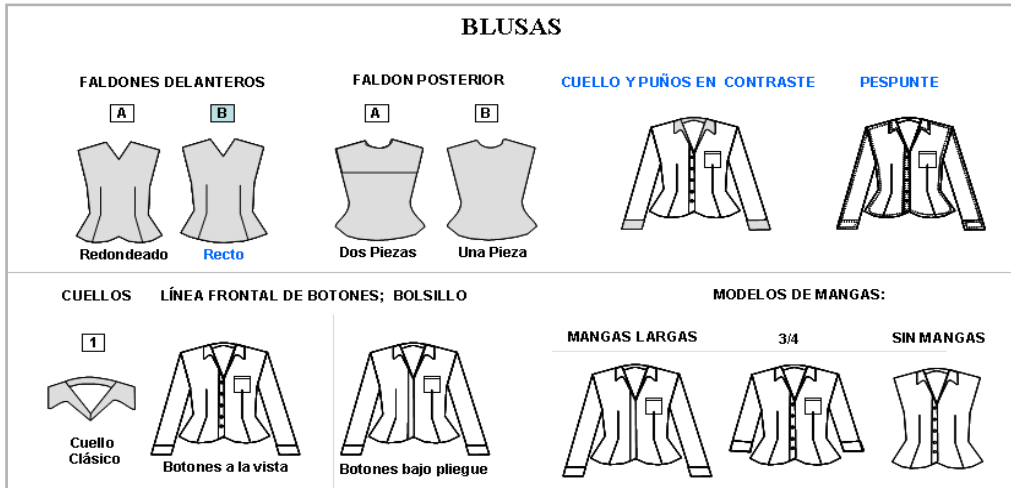 BLUSAS
FALDONES DELANTEROS
A
B
Redondeado
Recto
FALDON POSTERIOR
A
B
Dos Piezas
Una Pieza
CUELLO Y PUÑOS EN CONTRASTE
PESPUNTE
CUELLOS
1
Cuello
Clásico
LÍNEA FRONTAL DE BOTONES; BOLSILLO
Botones a la vista
Botones bajo pliegue
MODELOS DE MANGAS:
MANGAS LARGAS
3/4
SIN MANGAS